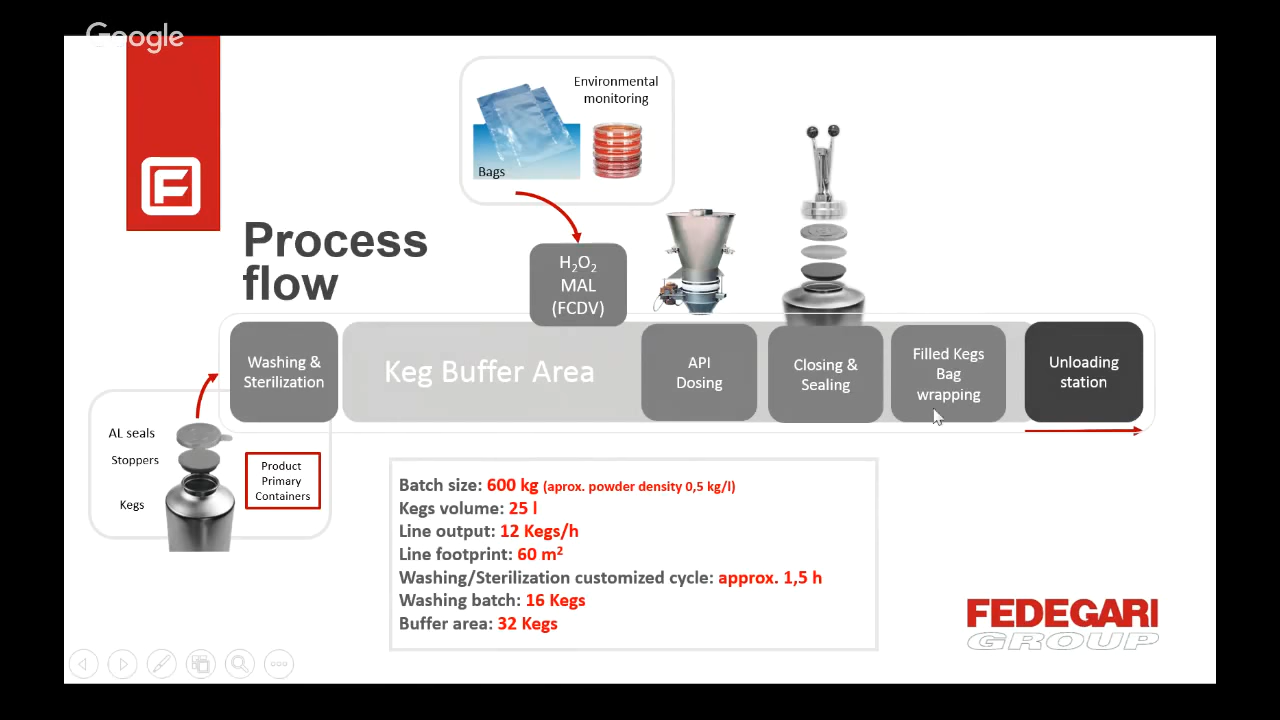 Google
Environmental
monitoring
Bags
Process
flow
H2O2
MAL
(FCDV)
Washing &
Sterilization
Keg Buffer Area
API
Dosing
Closing &
Sealing
Filled Kegs
Bag
wrapping
Unloading
station
AL seals
Stoppers
Kegs
Product
Primary
Containers
Batch size: 600 kg (aprox. powder density 0,5 kg/l)
Kegs volume: 25 l
Line output: 12 Kegs/h
Line footprint: 60 m²
Washing/Sterilization customized cycle: approx. 1,5 h
Washing batch: 16 Kegs
Buffer area: 32 Kegs
FEDEGARI
GROUP